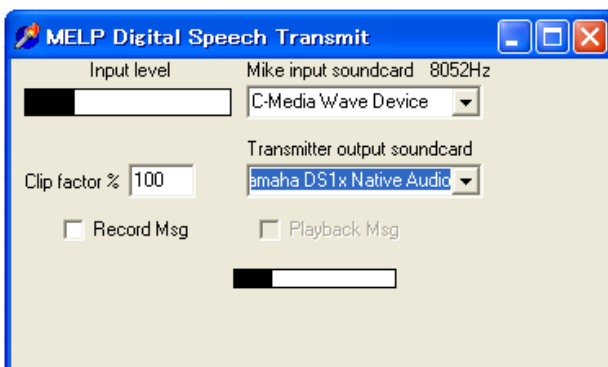 MELP Digital Speech Transmit
Input level
Mike input soundcard 8052Hz
C-Media Wave Device
Transmitter output soundcard
Clip factor % 100
amaha DS1x Native Audio
Record Msg
Playback Msg